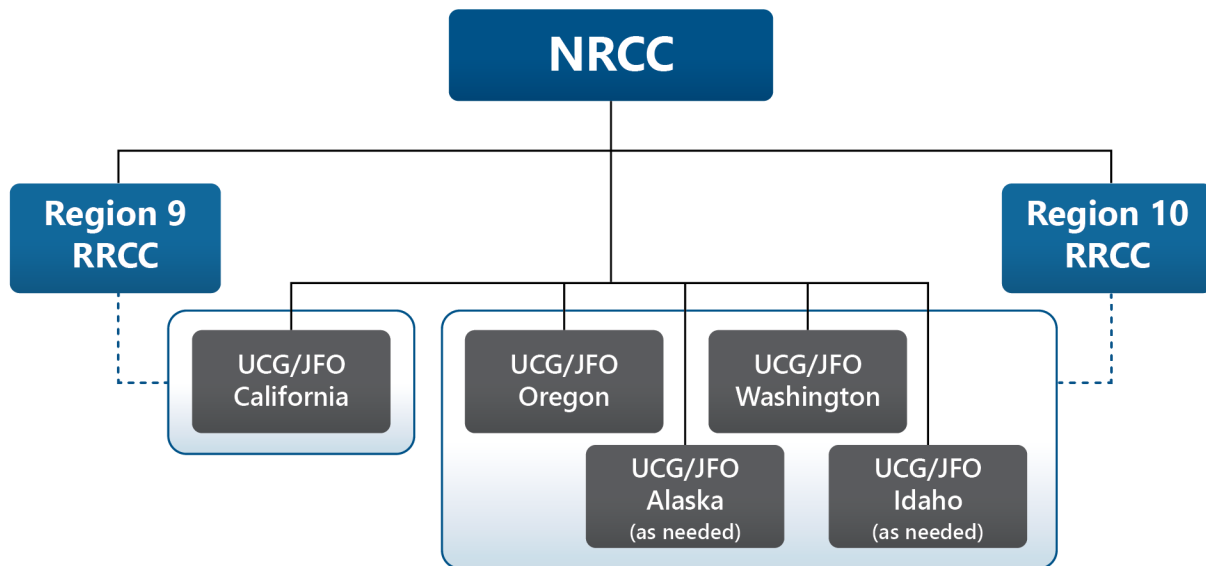 NRCC
Region 9
RRCC
Region 10
RRCC
UCG/JFO
California
UCG/JFO
Oregon
UCG/JFO
Washington
UCG/JFO
Alaska
(as needed)
UCG/JFO
Idaho
(as needed)